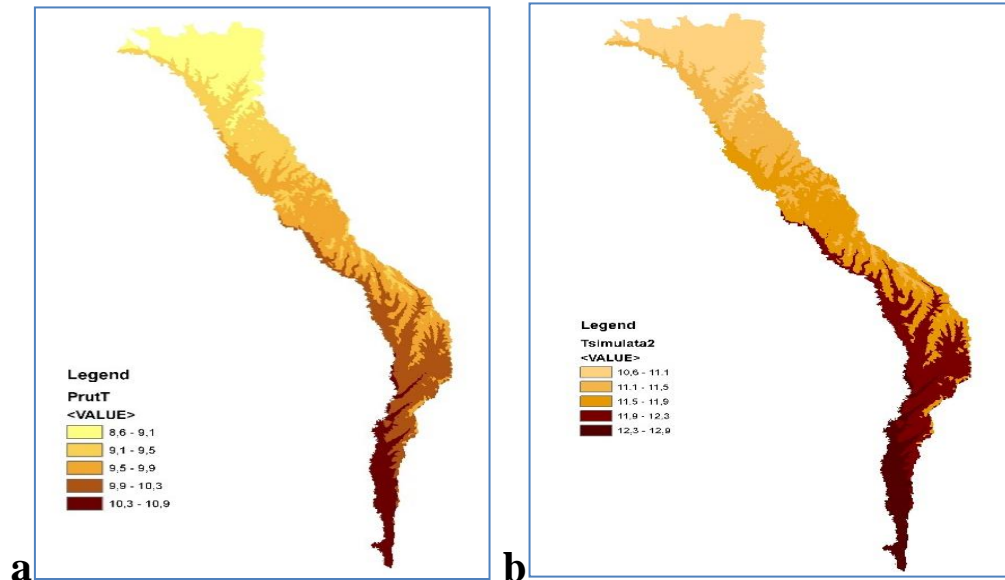 Legend
PrutT
<VALUE>
8,6 - 9,1
9,1 - 9,5
9,5 - 9,9
9,9 - 10,3
10,3 - 10,9
a
Legend
Tsimulata2
<VALUE>
10,6 - 11,1
11,1 - 11,5
11,5 - 11,9
11,9 - 12,3
12,3 - 12,9
b